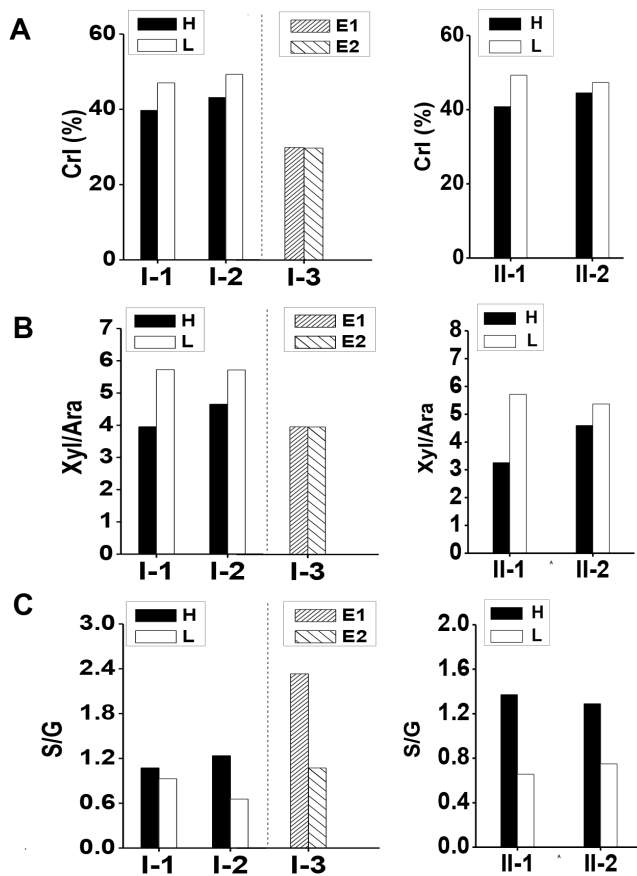 A
H
L
E1
E2
CrI (%)
60
40
20
0
I-1 I-2 I-3
H
L
CrI (%)
60
40
20
0
II-1 II-2
B
H
L
E1
E2
Xyl/Ara
7
6
5
4
3
2
1
0
I-1 I-2 I-3
H
L
Xyl/Ara
8
7
6
5
4
3
2
1
0
II-1 II-2
C
H
L
E1
E2
S/G
3.0
2.4
1.8
1.2
0.6
0.0
I-1 I-2 I-3
H
L
S/G
2.0
1.6
1.2
0.8
0.4
0.0
II-1 II-2